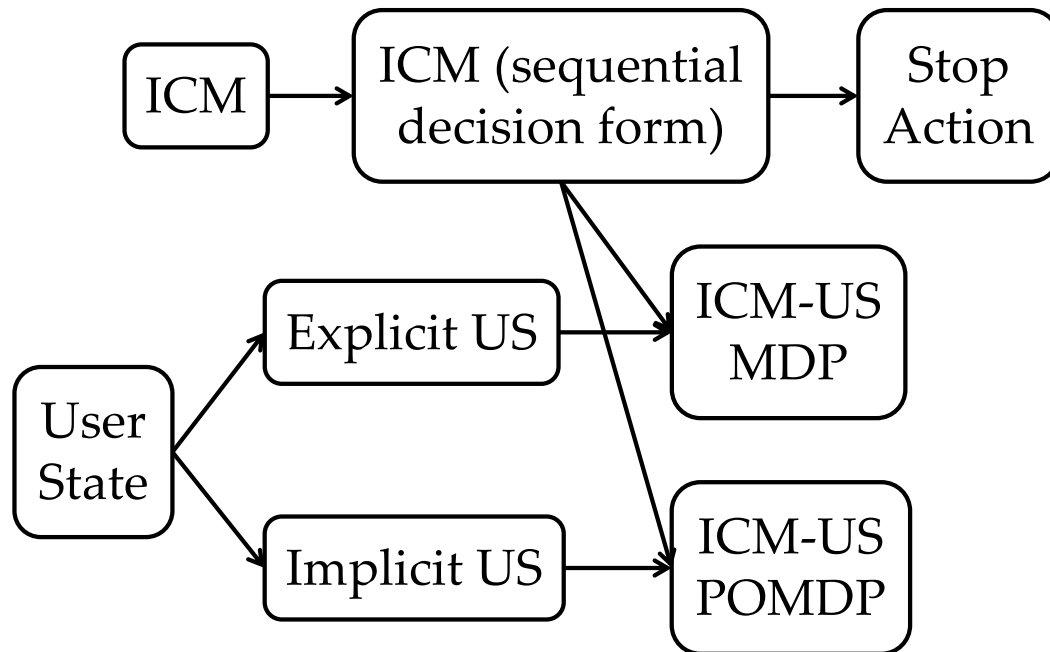 ICM
ICM (sequential
decision form)
Stop
Action
Explicit US
ICM-US
MDP
User
State
Implicit US
ICM-US
POMDP